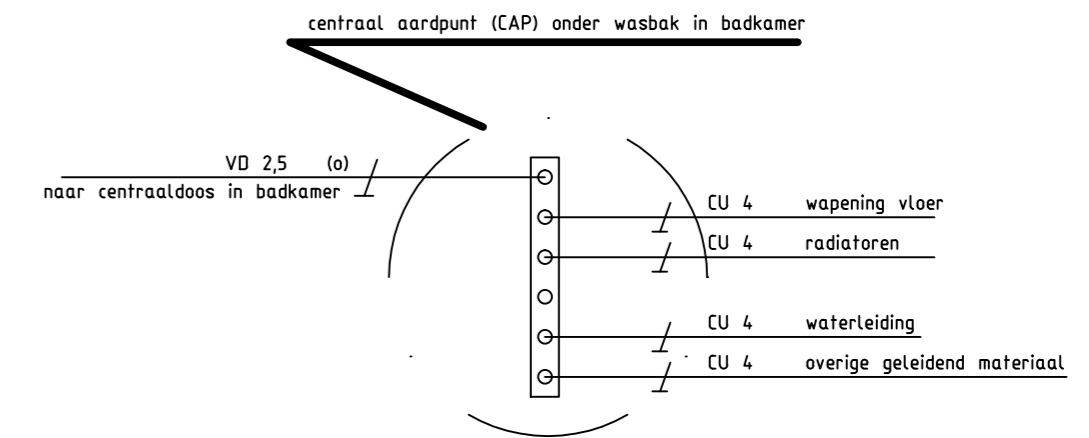 centraal aardpunt (CAP) onder wasbak in badkamer
VD 2,5 (o)
naar centraaldoos in badkamer
CU 4 wapening vloer
CU 4 radiatoren
CU 4 waterleiding
CU 4 overige geleidend materiaal